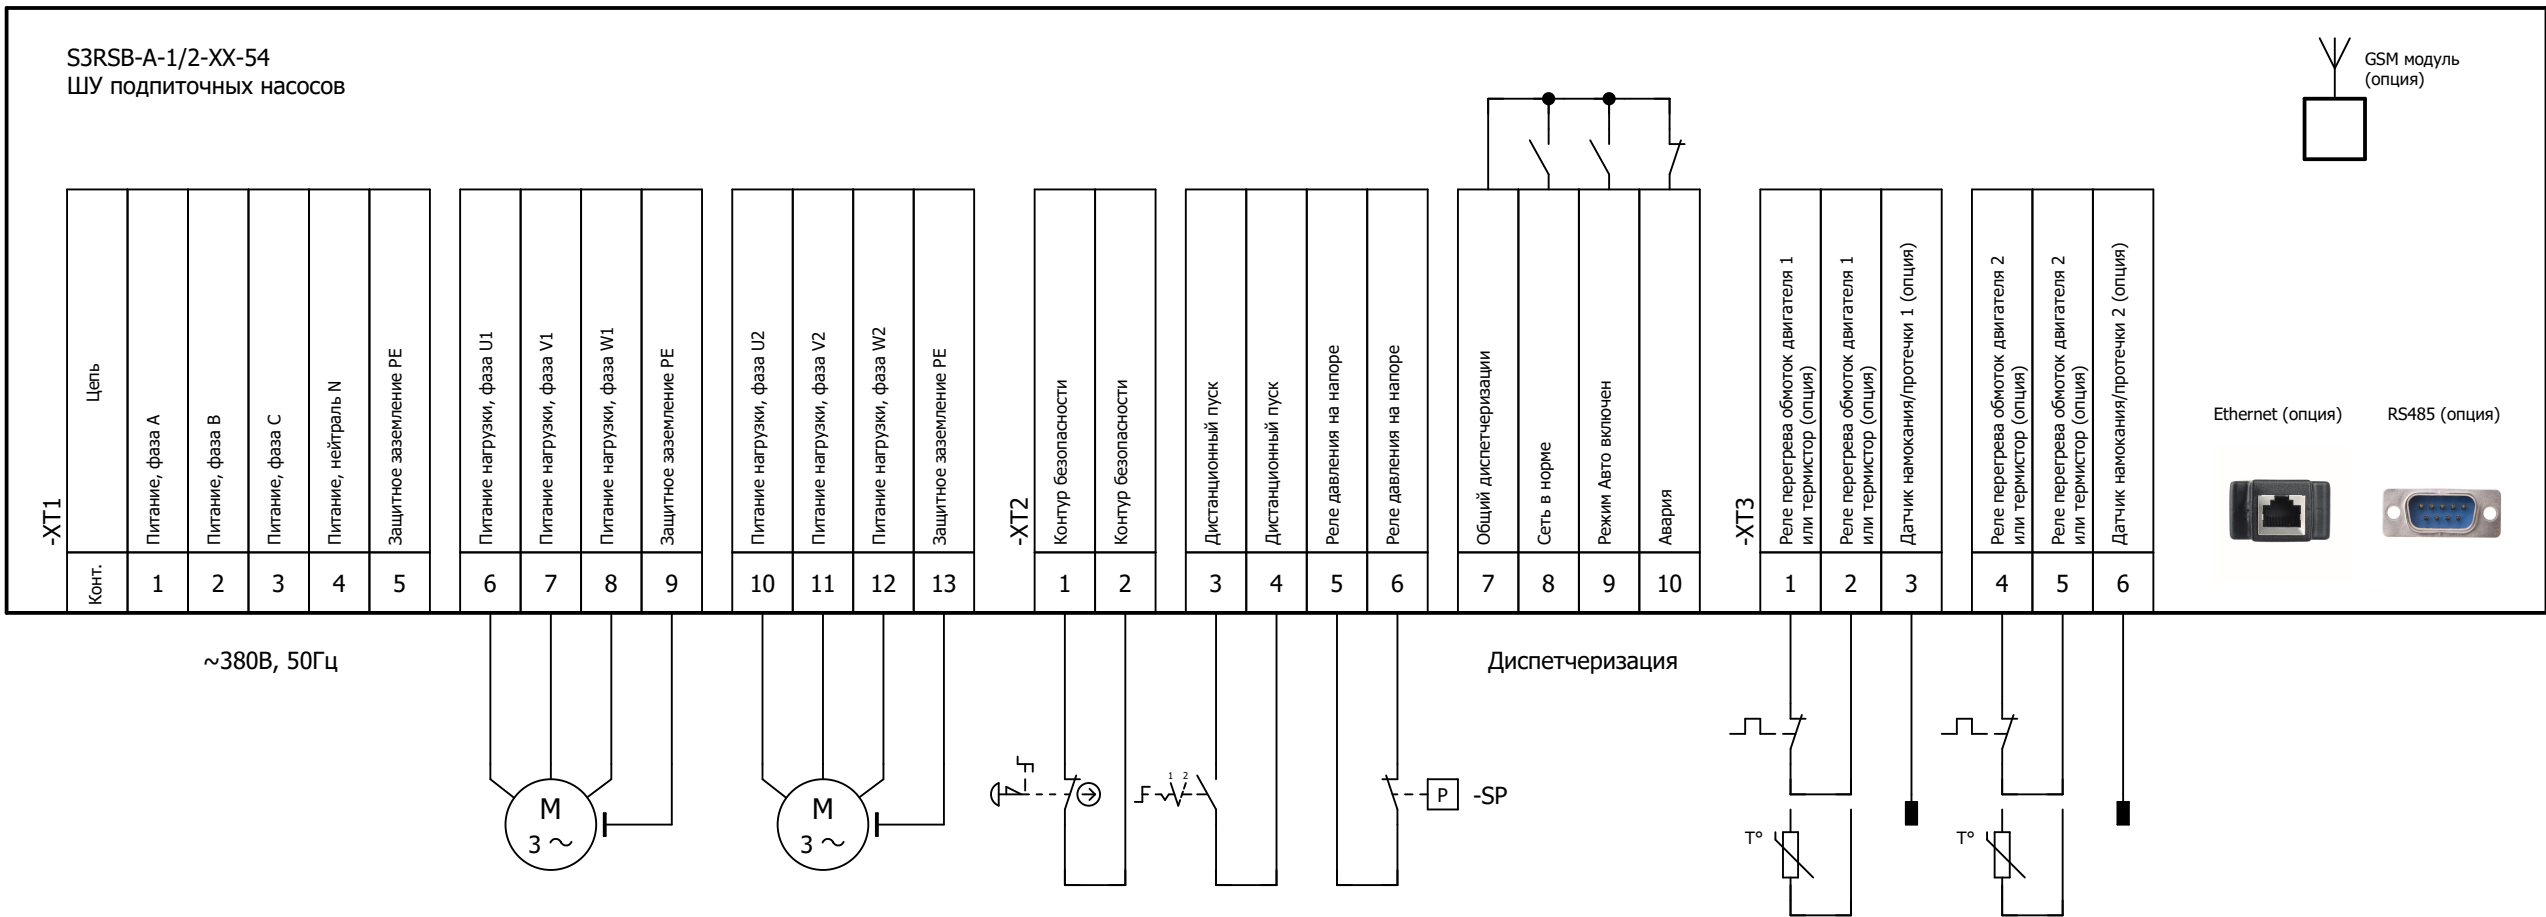 S3RSB-A-1/2-XX-54
ШУ подпиточных насосов
GSM модуль
(опция)
-XT1
Цепь
Конт.
Питание, фаза A
1
Питание, фаза B
2
Питание, фаза C
3
Питание, нейтраль N
4
Защитное заземление PE
5
Питание нагрузки, фаза U1
6
Питание нагрузки, фаза V1
7
Питание нагрузки, фаза W1
8
Защитное заземление PE
9
Питание нагрузки, фаза U2
10
Питание нагрузки, фаза V2
11
Питание нагрузки, фаза W2
12
Защитное заземление PE
13
-XT2
Контур безопасности
1
Контур безопасности
2
Дистанционный пуск
3
Дистанционный пуск
4
Реле давления на напоре
5
Реле давления на напоре
6
Общий диспетчеризации
7
Сеть в норме
8
Режим Авто включен
9
Авария
10
-XT3
Реле перегрева обмоток двигателя 1
или термистор (опция)
1
Реле перегрева обмоток двигателя 1
или термистор (опция)
2
Датчик намокания/протечки 1 (опция)
3
Реле перегрева обмоток двигателя 2
или термистор (опция)
4
Реле перегрева обмоток двигателя 2
или термистор (опция)
5
Датчик намокания/протечки 2 (опция)
6
Ethernet (опция)
RS485 (опция)
~380В, 50Гц
Диспетчеризация
M
3 ~
M
3 ~
1 2
P
-SP
T°
T°